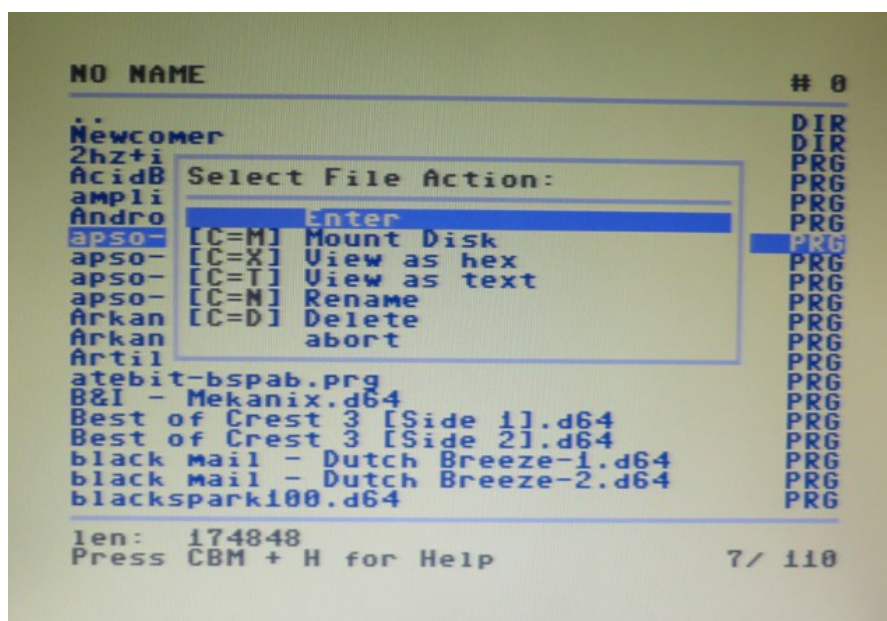 NO NAME # 0
.. DIR
Newcomer DIR
2hz+i PRG
AcidB Select File Action: PRG
ampli PRG
Andro Enter PRG
apso- [C=M] Mount Disk PRG
apso- [C=X] View as hex PRG
apso- [C=T] View as text PRG
apso- [C=N] Rename PRG
Arkan [C=D] Delete PRG
Arkan abort PRG
Artil PRG
atebit-bspab.prg PRG
B&I - Mekanix.d64 PRG
Best of Crest 3 [Side 1].d64 PRG
Best of Crest 3 [Side 2].d64 PRG
black mail - Dutch Breeze-1.d64 PRG
black mail - Dutch Breeze-2.d64 PRG
blackspark100.d64 PRG
len: 174848
Press CBM + H for Help 7/ 110